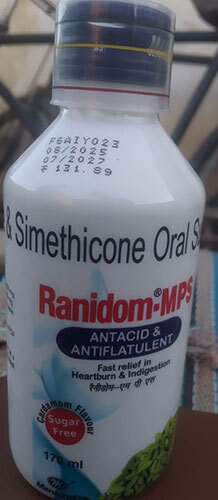 F6AIY023
08/2025
07/2027
₹ 131.89
& Simethicone Oral S
Ranidom®-MPS
ANTACID &
ANTIFLATULENT
Fast relief in
Heartburn & Indigestion
रैनीडोम-एम पी एस
Cardamom Flavour
Sugar
Free
170 ml